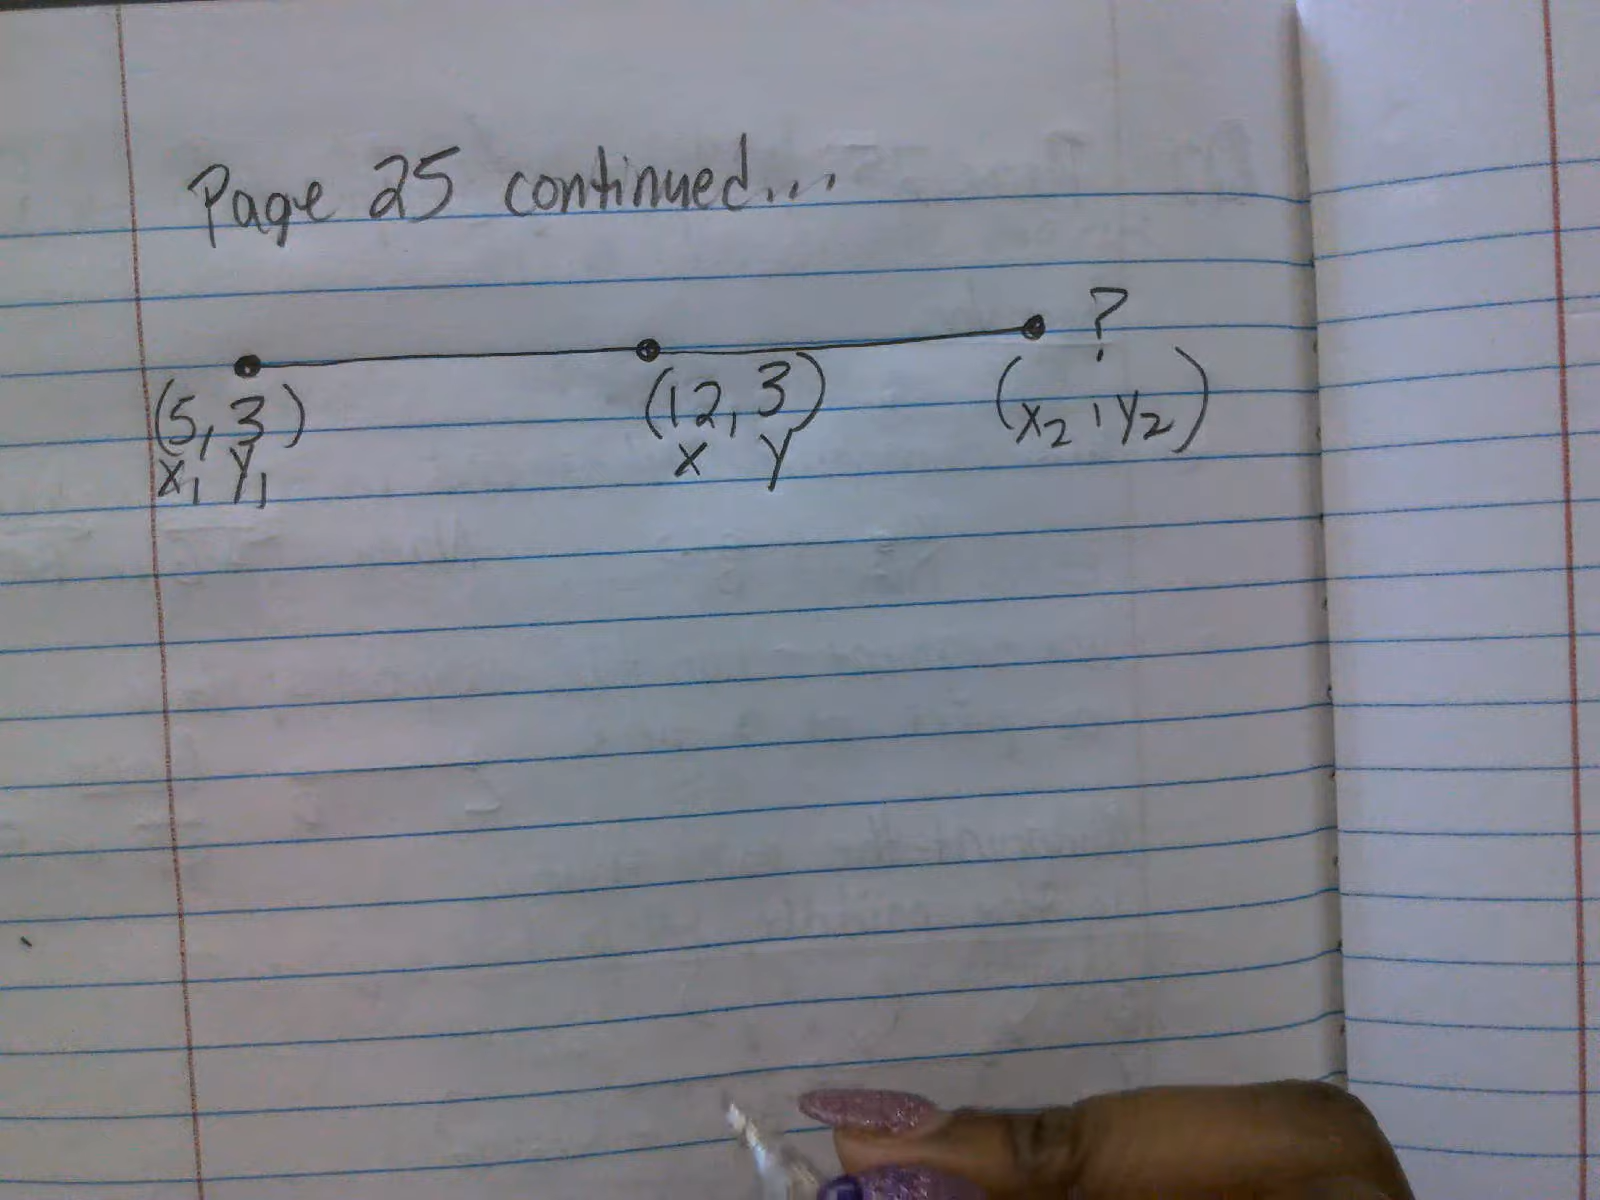 Page 25 continued...
?
(5, 3) (12, 3) (x₂, y₂)
x₁ y₁ x y